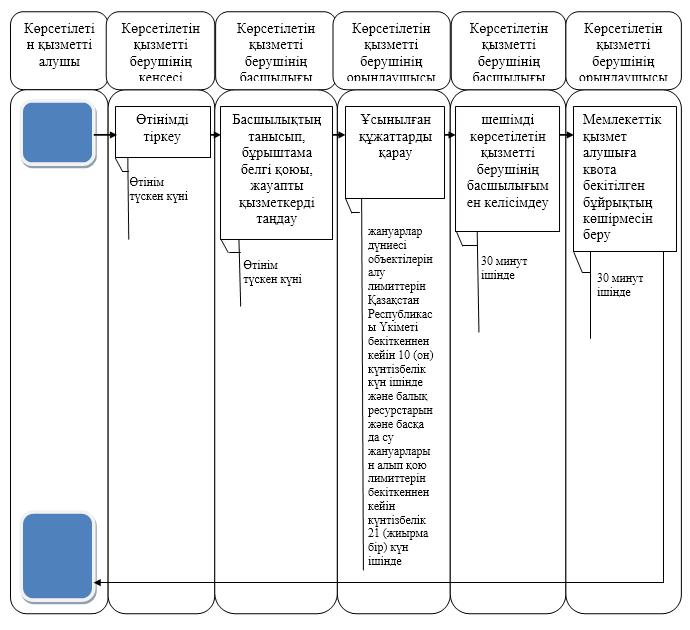 Көрсетілеті
н қызметті
алушы
Көрсетілетін
қызметті
берушінің
кеңсесі
Көрсетілетін
қызметті
берушінің
басшылығы
Көрсетілетін
қызметті
берушінің
орындаушысы
Көрсетілетін
қызметті
берушінің
басшылығы
Көрсетілетін
қызметті
берушінің
орындаушысы
Өтінімді
тіркеу
Өтінім
түскен күні
Басшылықтың
танысып,
бұрыштама
белгі қоюы,
жауапты
қызметкерді
таңдау
Өтінім
түскен күні
Ұсынылған
құжаттарды
қарау
жануарлар
дүниесі
объектілерін
алу
лимиттерін
Қазақстан
Республикас
ы Үкіметі
бекіткеннен
кейін 10 (он)
күнтізбелік
күн ішінде
және балық
ресурстарын
және басқа
да су
жануарлары
н алып қою
лимиттерін
бекіткеннен
кейін
күнтізбелік
21 (жиырма
бір) күн
ішінде
шешімді
көрсетілетін
қызметті
берушінің
басшылығым
ен келісімдеу
30 минут
ішінде
Мемлекеттік
қызмет
алушыға
квота
бекітілген
бұйрықтың
көшірмесін
беру
30 минут
ішінде